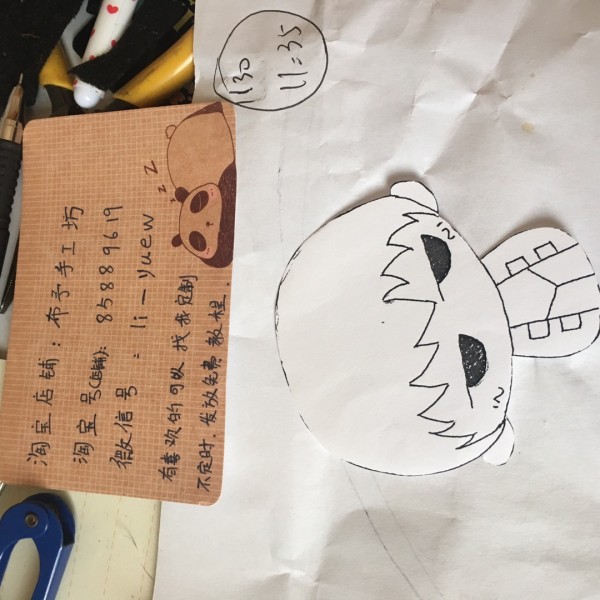 淘宝店铺：布予手工坊
淘宝号(店铺)：85889619
微信号：li-yuew
有喜欢的可以找我定制
不定时，发放免费教程.
z z Z
130
11:35